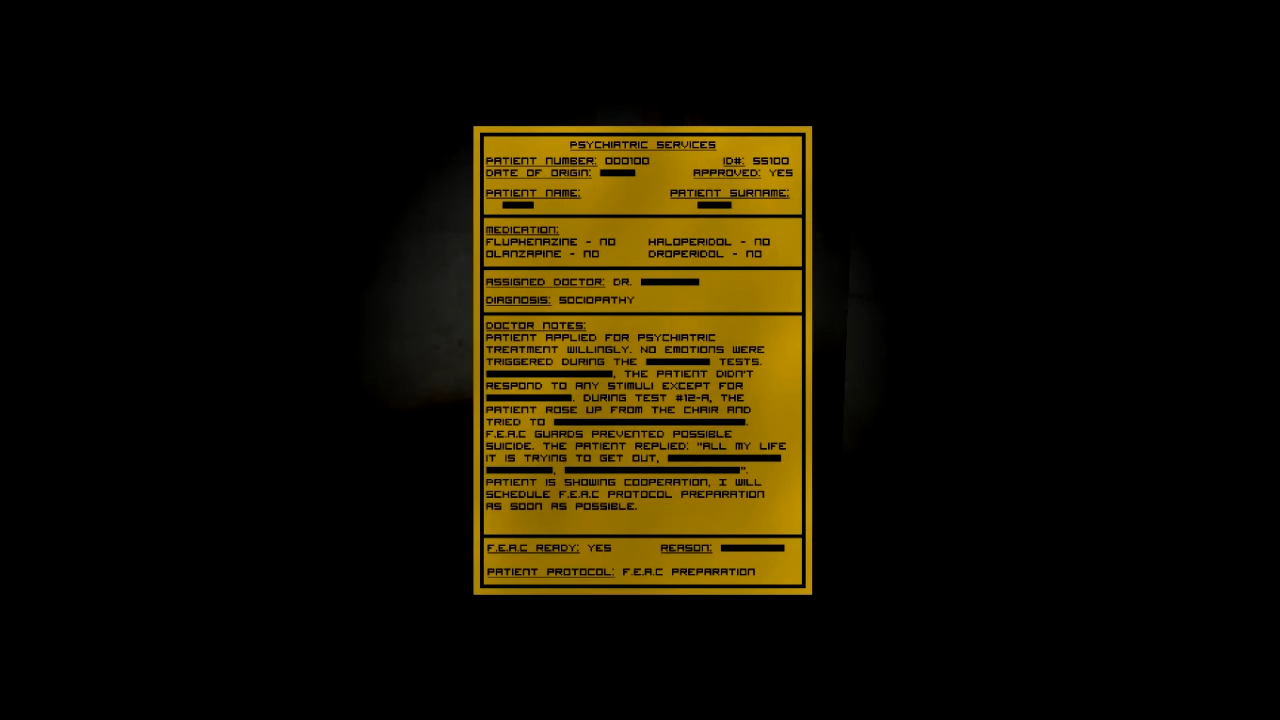 PSYCHIATRIC SERVICES
PATIENT NUMBER: 000100 ID#: SS100
DATE OF ORIGIN: APPROVED: YES
PATIENT NAME: PATIENT SURNAME:
MEDICATION:
FLUPHENAZINE - NO HALOPERIDOL - NO
OLANZAPINE - NO DROPERIDOL - NO
ASSIGNED DOCTOR: DR.
DIAGNOSIS: SOCIOPATHY
DOCTOR NOTES:
PATIENT APPLIED FOR PSYCHIATRIC
TREATMENT WILLINGLY. NO EMOTIONS WERE
TRIGGERED DURING THE TESTS.
, THE PATIENT DIDN'T
RESPOND TO ANY STIMULI EXCEPT FOR
. DURING TEST #12-A, THE
PATIENT ROSE UP FROM THE CHAIR AND
TRIED TO .
F.E.A.C GUARDS PREVENTED POSSIBLE
SUICIDE. THE PATIENT REPLIED: "ALL MY LIFE
IT IS TRYING TO GET OUT,
, ".
PATIENT IS SHOWING COOPERATION, I WILL
SCHEDULE F.E.A.C PROTOCOL PREPARATION
AS SOON AS POSSIBLE.
F.E.A.C READY: YES REASON:
PATIENT PROTOCOL: F.E.A.C PREPARATION